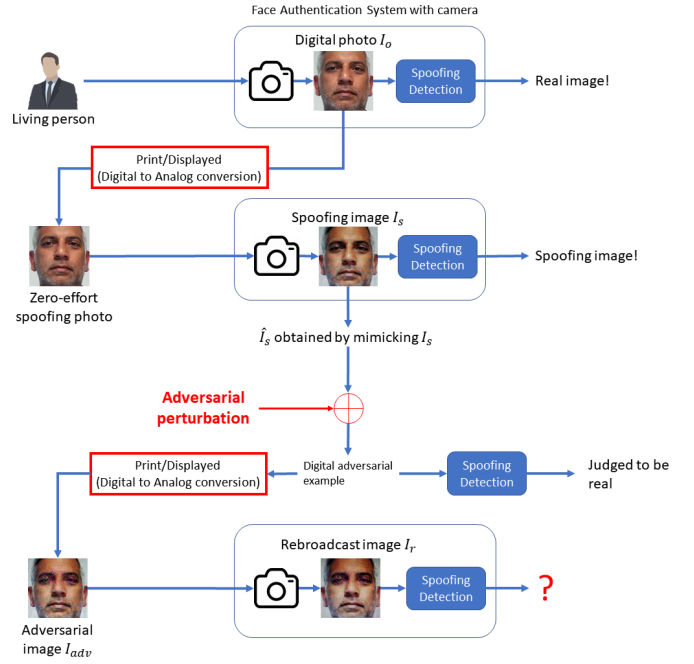 Face Authentication System with camera
Digital photo I_o
Spoofing
Detection
Real image!
Living person
Print/Displayed
(Digital to Analog conversion)
Spoofing image I_s
Spoofing
Detection
Spoofing image!
Zero-effort
spoofing photo
Î_s obtained by mimicking I_s
Adversarial
perturbation
Print/Displayed
(Digital to Analog conversion)
Digital adversarial
example
Spoofing
Detection
Judged to be
real
Rebroadcast image I_r
Spoofing
Detection
?
Adversarial
image I_adv